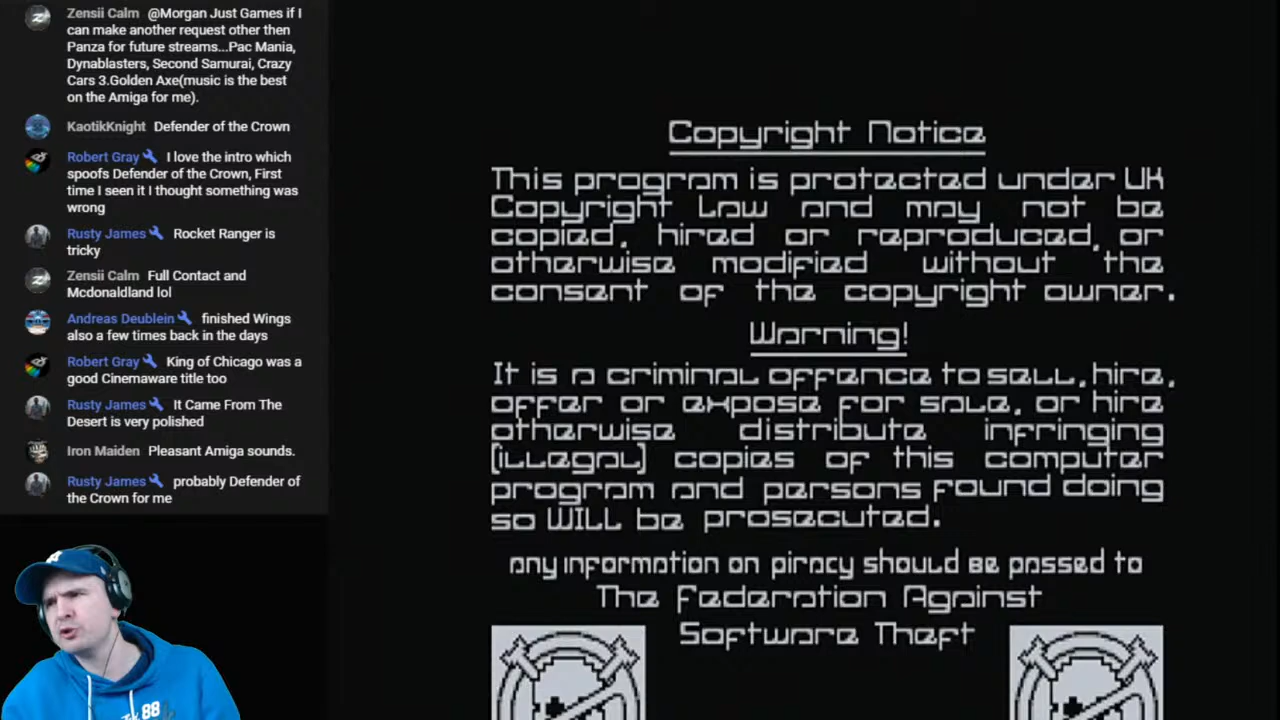 Zensii Calm @Morgan Just Games if I
can make another request other then
Panza for future streams...Pac Mania,
Dynablasters, Second Samurai, Crazy
Cars 3.Golden Axe(music is the best
on the Amiga for me).
KaotikKnight Defender of the Crown
Robert Gray I love the intro which
spoofs Defender of the Crown, First
time I seen it I thought something was
wrong
Rusty James Rocket Ranger is
tricky
Zensii Calm Full Contact and
Mcdonaldland lol
Andreas Deublein finished Wings
also a few times back in the days
Robert Gray King of Chicago was a
good Cinemaware title too
Rusty James It Came From The
Desert is very polished
Iron Maiden Pleasant Amiga sounds.
Rusty James probably Defender of
the Crown for me
Copyright Notice
This program is protected under UK
Copyright Law and may not be
copied, hired or reproduced, or
otherwise modified without the
consent of the copyright owner.
Warning!
It is a criminal offence to sell, hire,
offer or expose for sale, or hire
otherwise distribute infringing
(illegal) copies of this computer
program and persons found doing
so WILL be prosecuted.
any information on piracy should be passed to
The Federation Against
Software Theft
88